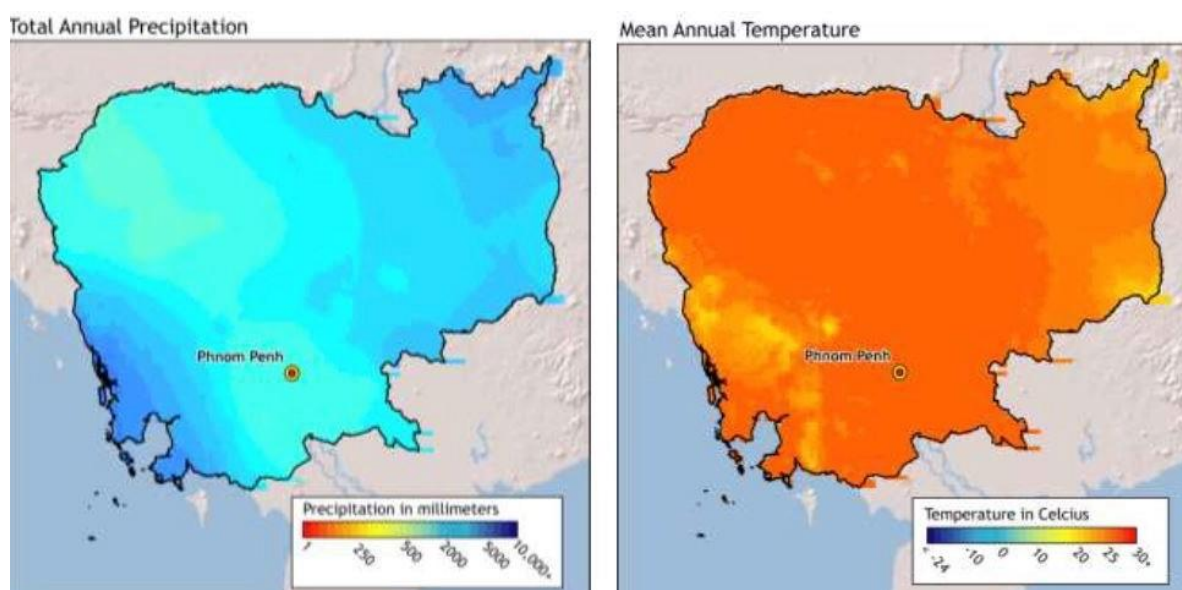 Total Annual Precipitation
Phnom Penh
Precipitation in millimeters
1 250 500 2000 5000 10,000+
Mean Annual Temperature
Phnom Penh
Temperature in Celcius
< -24 -10 0 10 20 25 30+